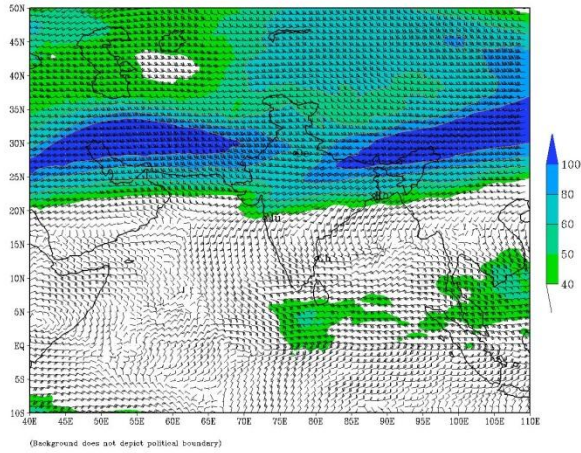 50N
45N
40N
35N
30N
25N
20N
15N
10N
5N
EQ
5S
10S
40E 45E 50E 55E 60E 65E 70E 75E 80E 85E 90E 95E 100E 105E 110E
100
80
60
50
40
(Background does not depict political boundary)